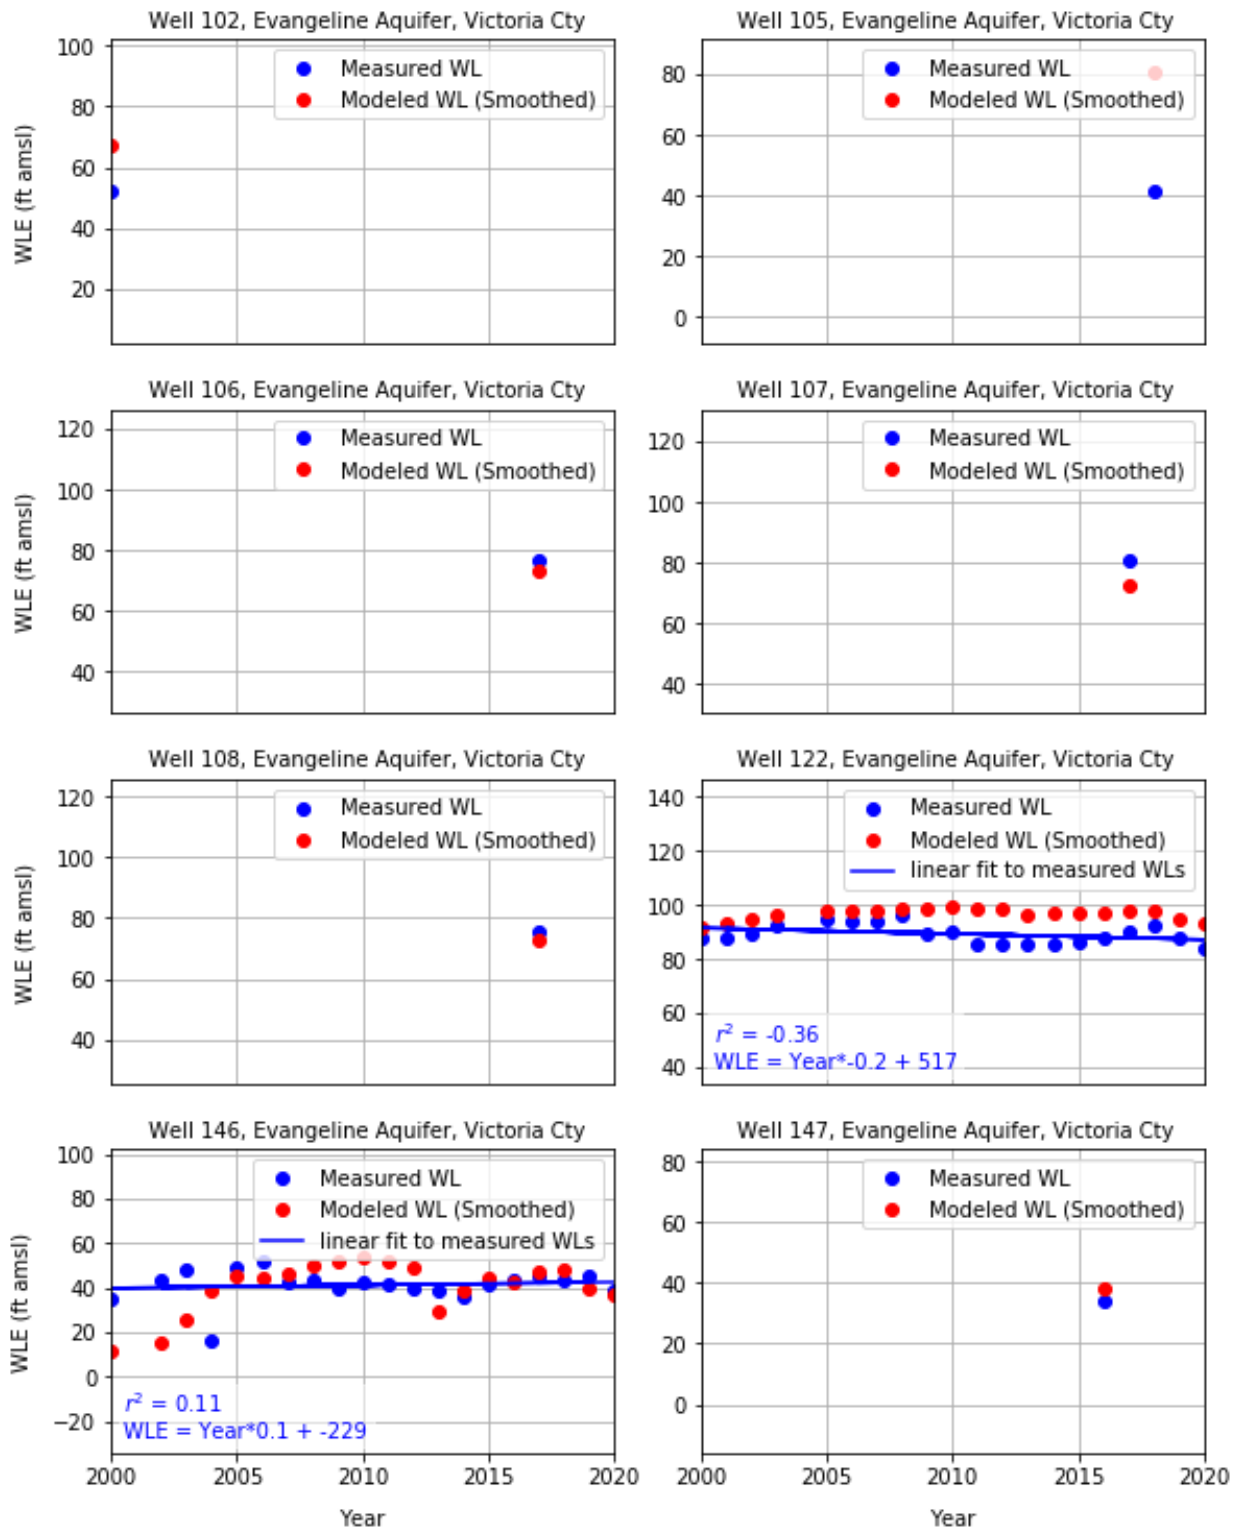 Well 102, Evangeline Aquifer, Victoria Cty
100
80
60
40
20
WLE (ft amsl)
Measured WL
Modeled WL (Smoothed)
Well 105, Evangeline Aquifer, Victoria Cty
80
60
40
20
0
Measured WL
Modeled WL (Smoothed)
Well 106, Evangeline Aquifer, Victoria Cty
120
100
80
60
40
WLE (ft amsl)
Measured WL
Modeled WL (Smoothed)
Well 107, Evangeline Aquifer, Victoria Cty
120
100
80
60
40
Measured WL
Modeled WL (Smoothed)
Well 108, Evangeline Aquifer, Victoria Cty
120
100
80
60
40
WLE (ft amsl)
Measured WL
Modeled WL (Smoothed)
Well 122, Evangeline Aquifer, Victoria Cty
140
120
100
80
60
40
Measured WL
Modeled WL (Smoothed)
linear fit to measured WLs
r² = -0.36
WLE = Year*-0.2 + 517
Well 146, Evangeline Aquifer, Victoria Cty
100
80
60
40
20
0
−20
WLE (ft amsl)
Measured WL
Modeled WL (Smoothed)
linear fit to measured WLs
r² = 0.11
WLE = Year*0.1 + -229
2000 2005 2010 2015 2020
Year
Well 147, Evangeline Aquifer, Victoria Cty
80
60
40
20
0
Measured WL
Modeled WL (Smoothed)
2000 2005 2010 2015 2020
Year